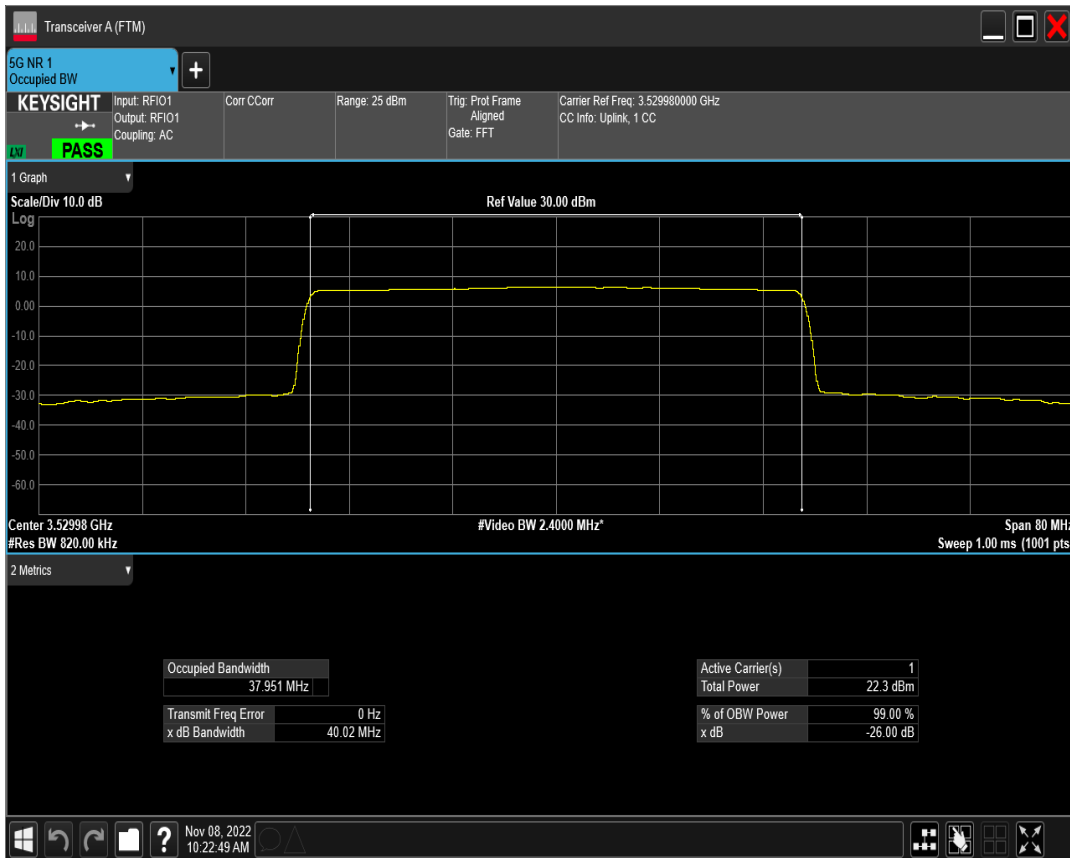 Transceiver A (FTM)
5G NR 1
Occupied BW
+
KEYSIGHT
LXI
PASS
Input: RFIO1
Output: RFIO1
Coupling: AC
Corr CCorr
Range: 25 dBm
Trig: Prot Frame
Aligned
Gate: FFT
Carrier Ref Freq: 3.529980000 GHz
CC Info: Uplink, 1 CC
1 Graph
Scale/Div 10.0 dB
Ref Value 30.00 dBm
Log
20.0
10.0
0.00
-10.0
-20.0
-30.0
-40.0
-50.0
-60.0
Center 3.52998 GHz
#Video BW 2.4000 MHz*
Span 80 MHz
#Res BW 820.00 kHz
Sweep 1.00 ms (1001 pts
2 Metrics
Occupied Bandwidth
37.951 MHz
Transmit Freq Error 0 Hz
x dB Bandwidth 40.02 MHz
Active Carrier(s) 1
Total Power 22.3 dBm
% of OBW Power 99.00 %
x dB -26.00 dB
?
Nov 08, 2022
10:22:49 AM